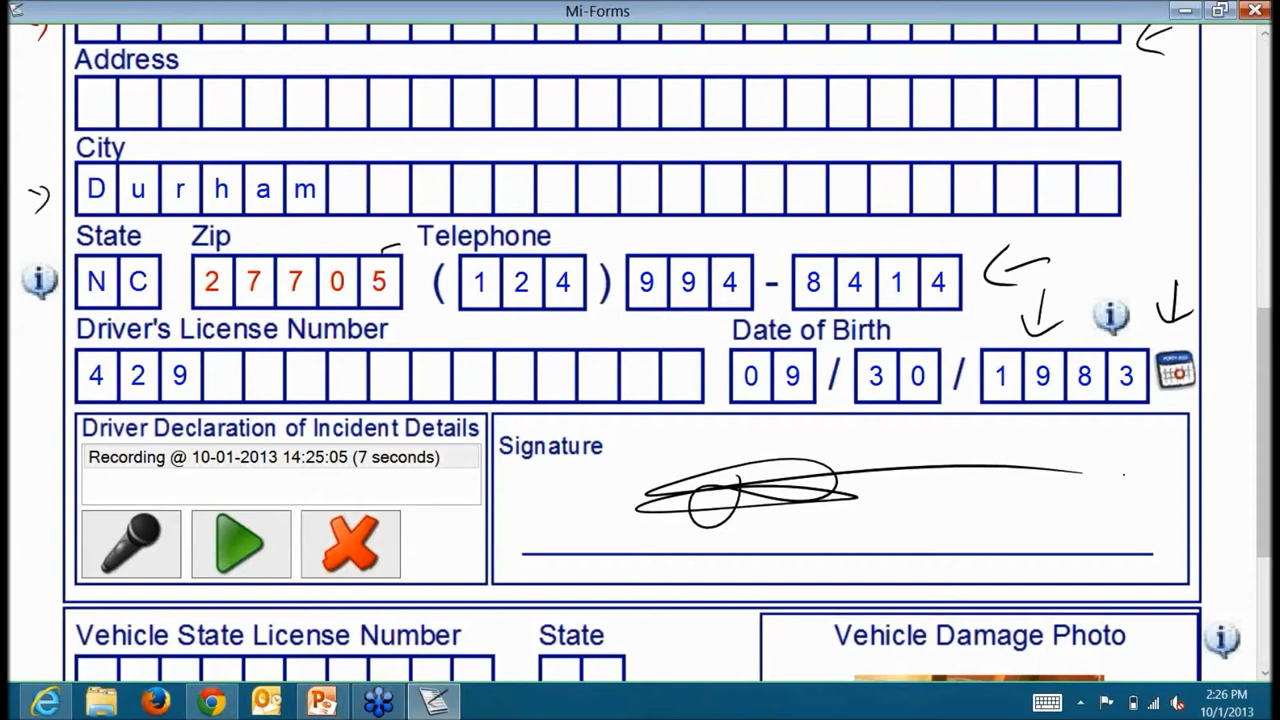 Mi-Forms
Address
City
Durham
State Zip Telephone
NC 27705 (124) 994-8414
Driver's License Number Date of Birth
429 09/30/1983
Driver Declaration of Incident Details
Recording @ 10-01-2013 14:25:05 (7 seconds)
Signature
Vehicle State License Number State Vehicle Damage Photo
2:26 PM
10/1/2013